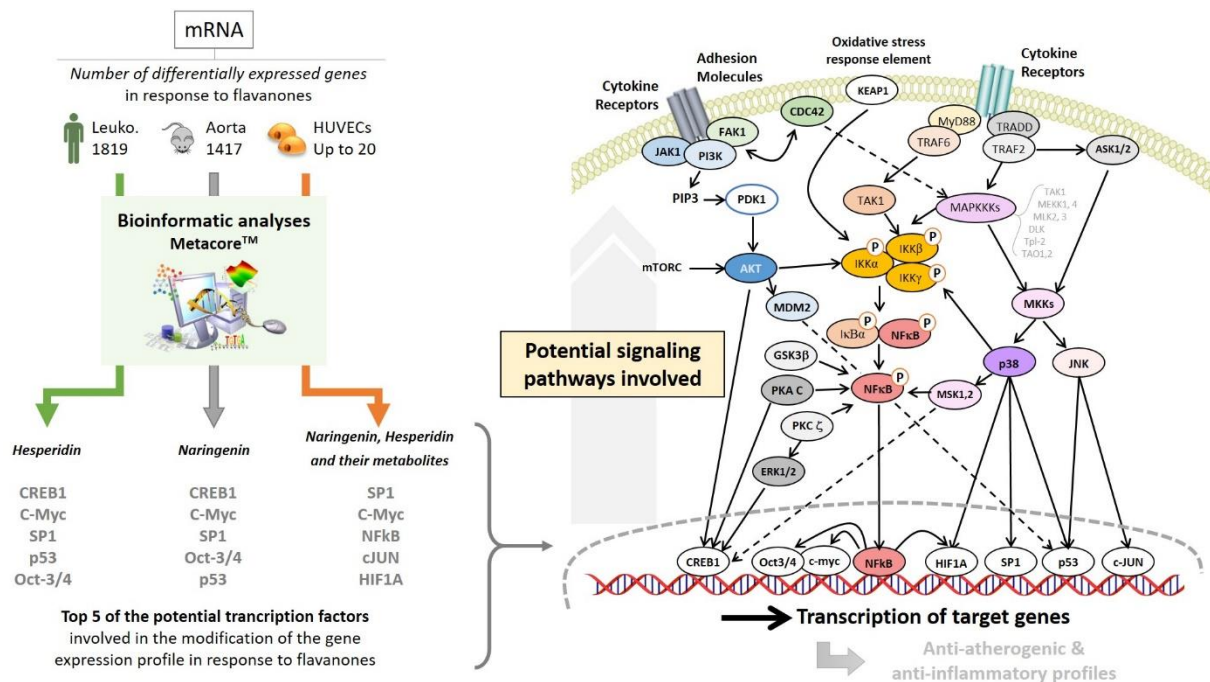 mRNA
Number of differentially expressed genes
in response to flavanones
Leuko.
1819
Aorta
1417
HUVECs
Up to 20
Bioinformatic analyses
Metacore™
Hesperidin
Naringenin
Naringenin, Hesperidin
and their metabolites
CREB1
C-Myc
SP1
p53
Oct-3/4
CREB1
C-Myc
SP1
Oct-3/4
p53
SP1
C-Myc
NFkB
cJUN
HIF1A
Top 5 of the potential trancription factors
involved in the modification of the gene
expression profile in response to flavanones
Potential signaling
pathways involved
Cytokine
Receptors
Adhesion
Molecules
Oxidative stress
response element
Cytokine
Receptors
KEAP1
CDC42
FAK1
JAK1
PI3K
MyD88
TRAF6
TRADD
TRAF2
ASK1/2
PIP3
PDK1
TAK1
MAPKKKs
TAK1
MEKK1, 4
MLK2, 3
DLK
Tpl-2
TAO1,2
mTORC
AKT
P
IKKα
IKKβ
P
IKKγ
P
MDM2
MKKs
IκBα
P
NFκB
P
GSK3β
p38
JNK
PKA C
NFκB
P
MSK1,2
PKC ζ
ERK1/2
CREB1
Oct3/4
c-myc
NFkB
HIF1A
SP1
p53
c-JUN
Transcription of target genes
Anti-atherogenic &
anti-inflammatory profiles